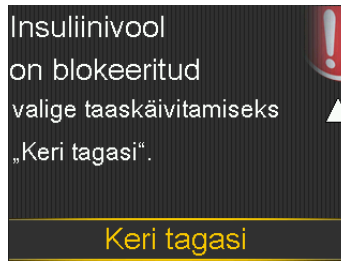 Insuliinivool
on blokeeritud
valige taaskäivitamiseks
„Keri tagasi“.
Keri tagasi